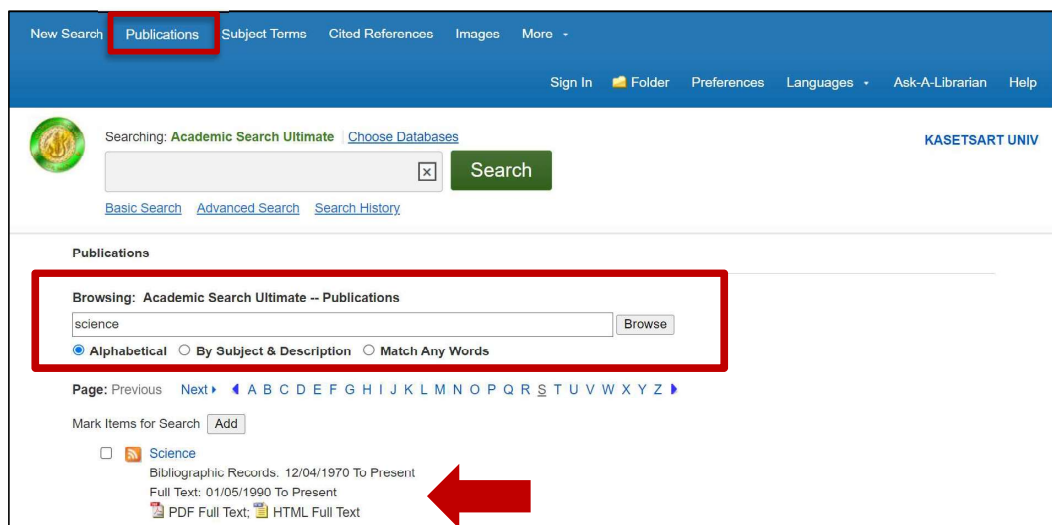 New Search Publications Subject Terms Cited References Images More
Sign In Folder Preferences Languages Ask-A-Librarian Help
Searching: Academic Search Ultimate Choose Databases
KASETSART UNIV
Search
Basic Search Advanced Search Search History
Publications
Browsing: Academic Search Ultimate -- Publications
science Browse
Alphabetical By Subject & Description Match Any Words
Page: Previous Next A B C D E F G H I J K L M N O P Q R S T U V W X Y Z
Mark Items for Search Add
Science
Bibliographic Records: 12/04/1970 To Present
Full Text: 01/05/1990 To Present
PDF Full Text; HTML Full Text